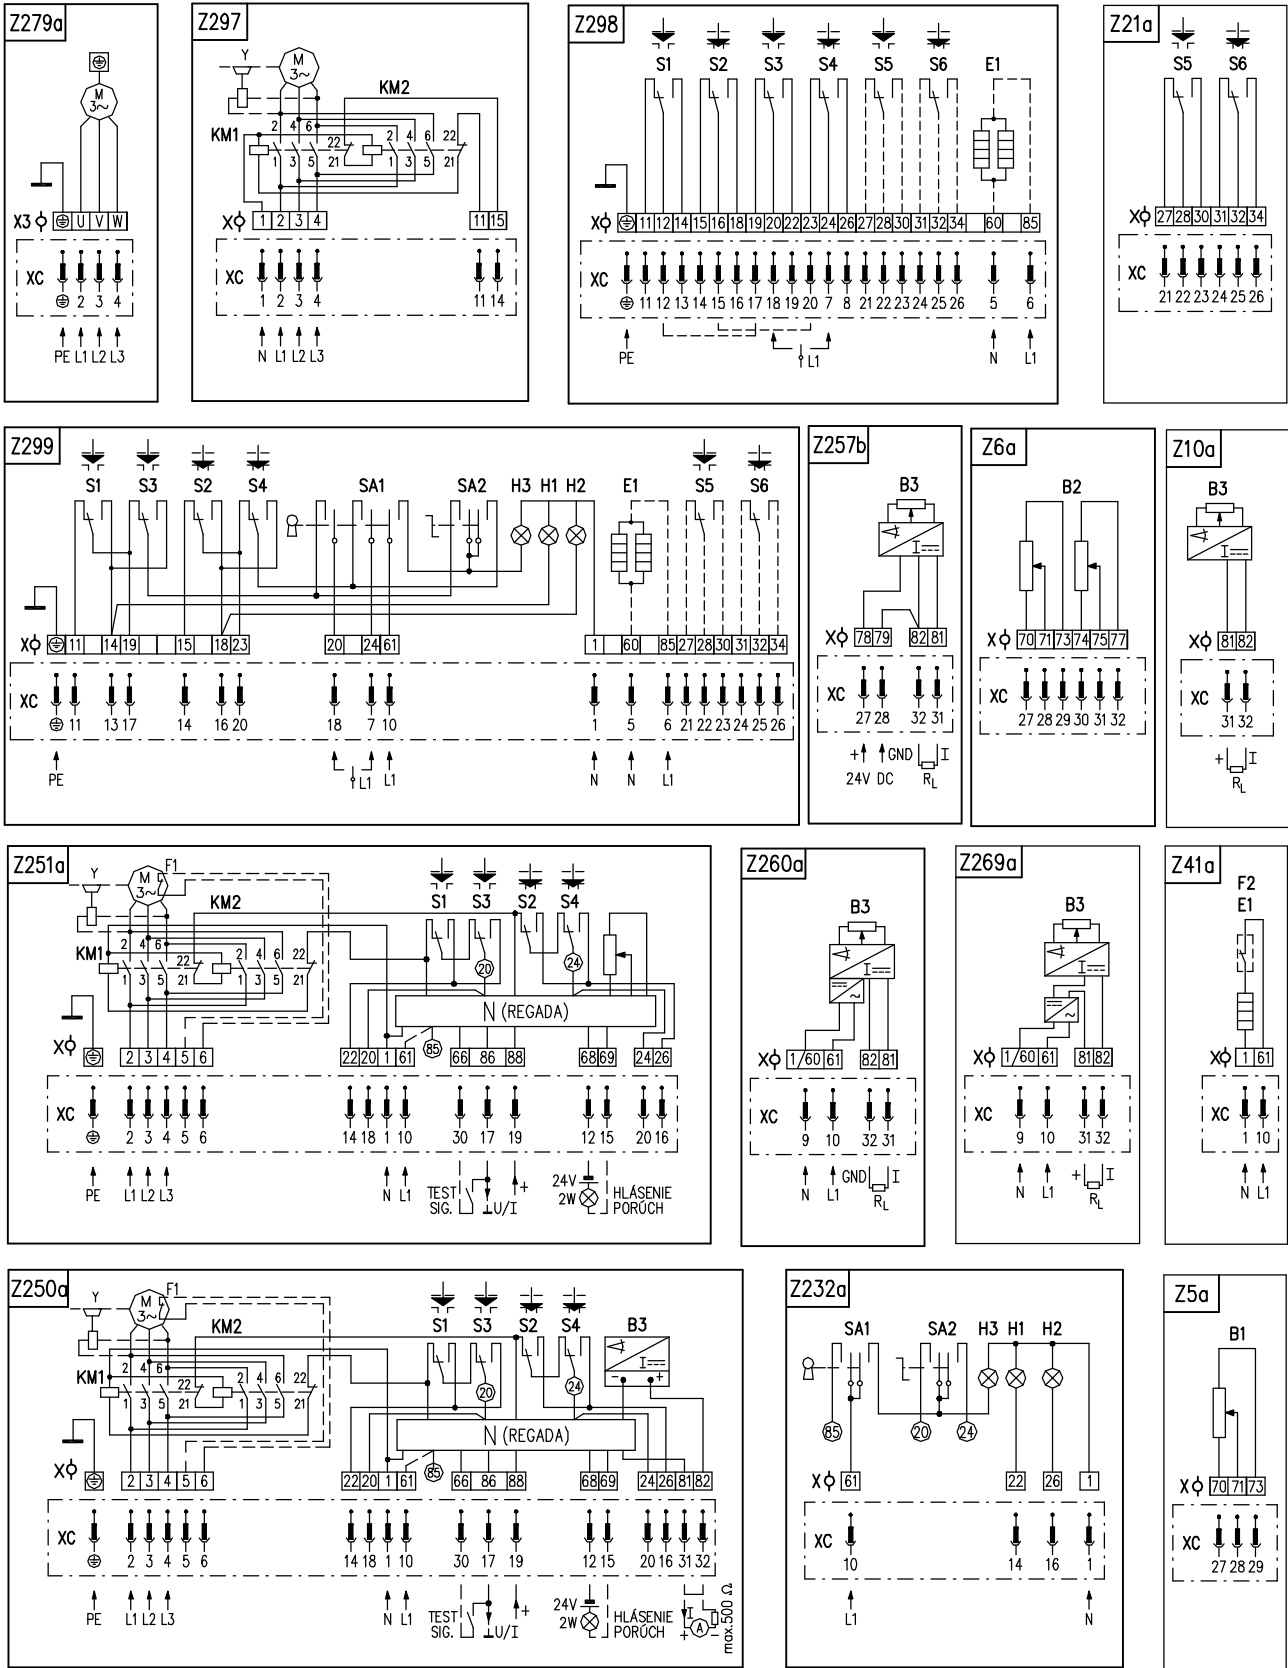 Z279a
M
3~
X3 U V W
XC
2 3 4
PE L1 L2 L3
Z297
Y
M
3~
KM2
2 4 6 22 2 4 6 22
KM1
1 3 5 21 1 3 5 21
X 1 2 3 4 11 15
XC
1 2 3 4 11 14
N L1 L2 L3
Z298
S1 S2 S3 S4 S5 S6 E1
X 11 12 14 15 16 18 19 20 22 23 24 26 27 28 30 31 32 34 60 85
XC
11 12 13 14 15 16 17 18 19 20 7 8 21 22 23 24 25 26 5 6
PE L1 N L1
Z21a
S5 S6
X 27 28 30 31 32 34
XC
21 22 23 24 25 26
Z299
S1 S3 S2 S4 SA1 SA2 H3 H1 H2 E1 S5 S6
X 11 14 19 15 18 23 20 24 61 1 60 85 27 28 30 31 32 34
XC
11 13 17 14 16 20 18 7 10 1 5 6 21 22 23 24 25 26
PE L1 L1 N N L1
Z257b
B3
I
X 78 79 82 81
XC
27 28 32 31
+ GND I
24V DC RL
Z6a
B2
X 70 71 73 74 75 77
XC
27 28 29 30 31 32
Z10a
B3
I
X 81 82
XC
31 32
+ I
RL
Z251a
Y
M
3~
F1
KM2
S1 S3 S2 S4
2 4 6 22 2 4 6 22
KM1
1 3 5 21 1 3 5 21
20 24
N (REGADA)
X 2 3 4 5 6 22 20 1 61 85 66 86 88 68 69 24 26
XC
2 3 4 5 6 14 18 1 10 30 17 19 12 15 20 16
PE L1 L2 L3 N L1 TEST SIG. U/I + 24V 2W HLÁSENIE PORÚCH
Z260a
B3
I
X 1/60 61 82 81
XC
9 10 32 31
N L1 GND I
RL
Z269a
B3
I
X 1/60 61 81 82
XC
9 10 31 32
N L1 + I
RL
Z41a
F2
E1
X 1 61
XC
1 10
N L1
Z250a
Y
M
3~
F1
KM2
S1 S3 S2 S4 B3
I
- +
2 4 6 22 2 4 6 22
KM1
1 3 5 21 1 3 5 21
20 24
N (REGADA)
X 2 3 4 5 6 22 20 1 61 85 66 86 88 68 69 24 26 81 82
XC
2 3 4 5 6 14 18 1 10 30 17 19 12 15 20 16 31 32
PE L1 L2 L3 N L1 TEST SIG. U/I + 24V 2W HLÁSENIE PORÚCH I A + - max.500 Ω
Z232a
SA1 SA2 H3 H1 H2
85 20 24
X 61 22 26 1
XC
10 14 16 1
L1 N
Z5a
B1
X 70 71 73
XC
27 28 29